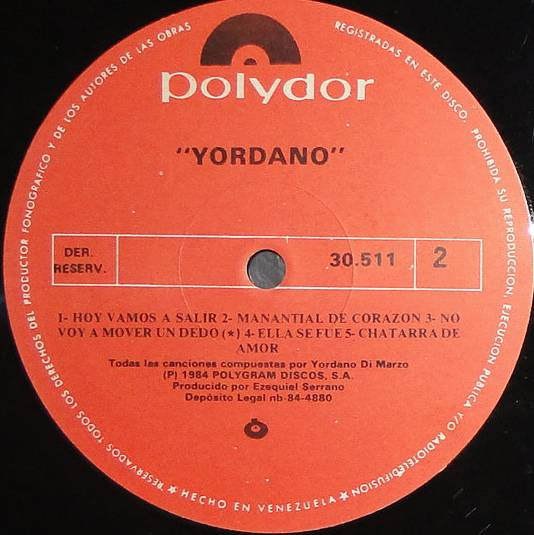 polydor
"YORDANO"
DER.
RESERV.
30.511
2
1- HOY VAMOS A SALIR 2- MANANTIAL DE CORAZON 3- NO
VOY A MOVER UN DEDO (*) 4- ELLA SE FUE 5- CHATARRA DE
AMOR
Todas las canciones compuestas por Yordano Di Marzo
(P) 1984 POLYGRAM DISCOS, S.A.
Producido por Ezequiel Serrano
Depósito Legal nb-84-4880
★ RESERVADOS TODOS LOS DERECHOS DEL PRODUCTOR FONOGRAFICO Y DE LOS AUTORES DE LAS OBRAS REGISTRADAS EN ESTE DISCO. PROHIBIDA SU REPRODUCCION, EJECUCION PUBLICA Y/O RADIOTELEDIFUSION ★ HECHO EN VENEZUELA